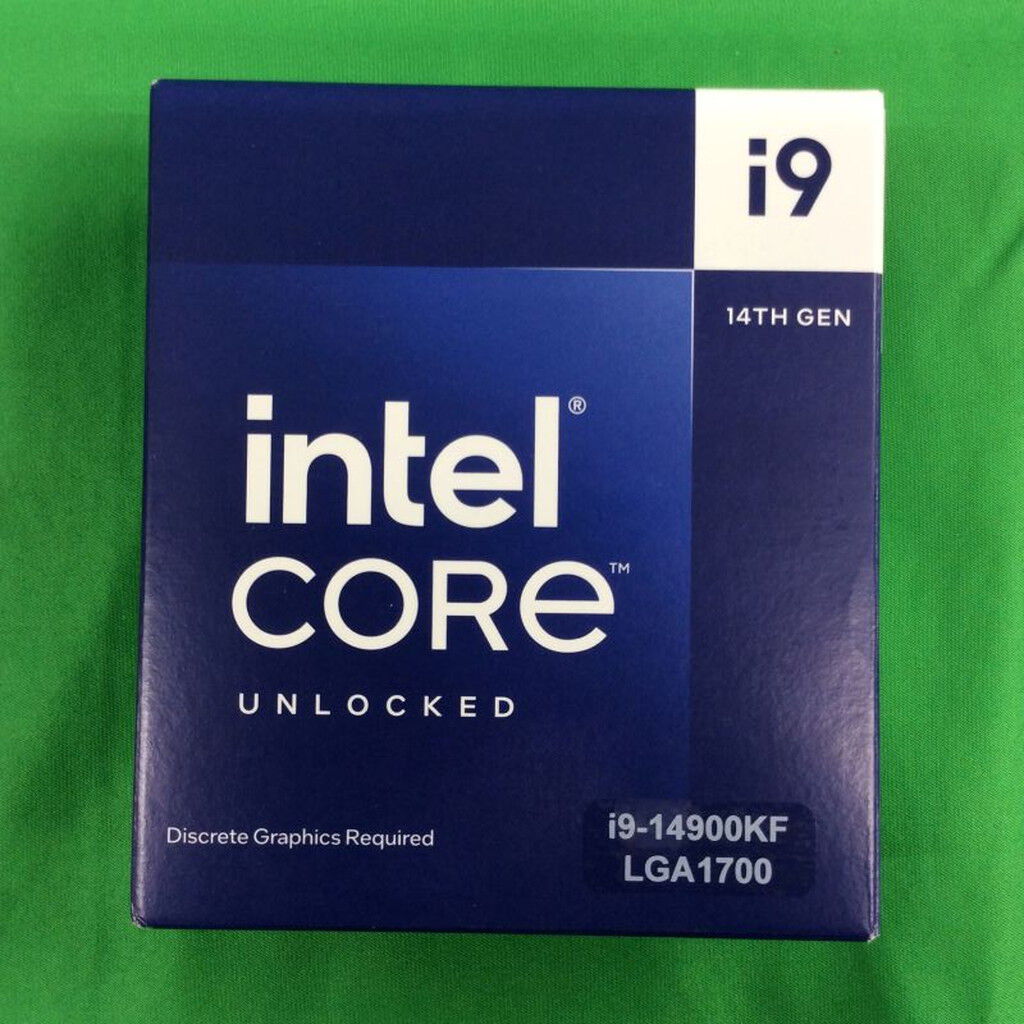 i9
14TH GEN
intel®
CORe™
UNLOCKED
Discrete Graphics Required
i9-14900KF
LGA1700